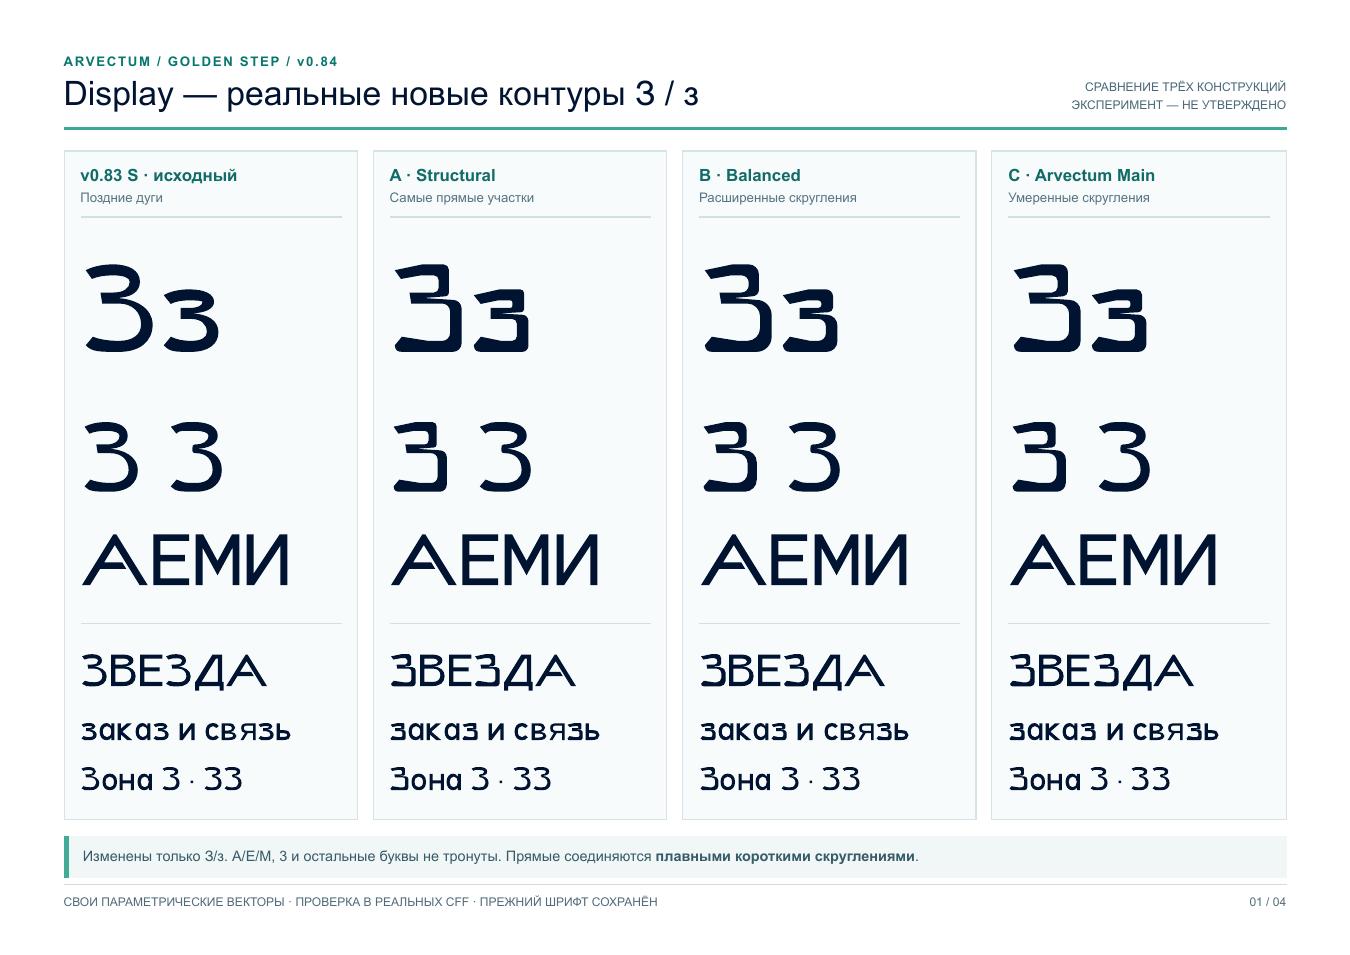 ARVECTUM / GOLDEN STEP / v0.84
Display — реальные новые контуры З / з
СРАВНЕНИЕ ТРЁХ КОНСТРУКЦИЙ
ЭКСПЕРИМЕНТ — НЕ УТВЕРЖДЕНО
v0.83 S · исходный
Поздние дуги
Зз
З 3
АЕМИ
ЗВЕЗДА
заказ и связь
Зона 3 · 33
A · Structural
Самые прямые участки
Зз
З 3
АЕМИ
ЗВЕЗДА
заказ и связь
Зона 3 · 33
B · Balanced
Расширенные скругления
Зз
З 3
АЕМИ
ЗВЕЗДА
заказ и связь
Зона 3 · 33
C · Arvectum Main
Умеренные скругления
Зз
З 3
АЕМИ
ЗВЕЗДА
заказ и связь
Зона 3 · 33
Изменены только З/з. А/Е/М, 3 и остальные буквы не тронуты. Прямые соединяются плавными короткими скруглениями.
СВОИ ПАРАМЕТРИЧЕСКИЕ ВЕКТОРЫ · ПРОВЕРКА В РЕАЛЬНЫХ CFF · ПРЕЖНИЙ ШРИФТ СОХРАНЁН
01 / 04